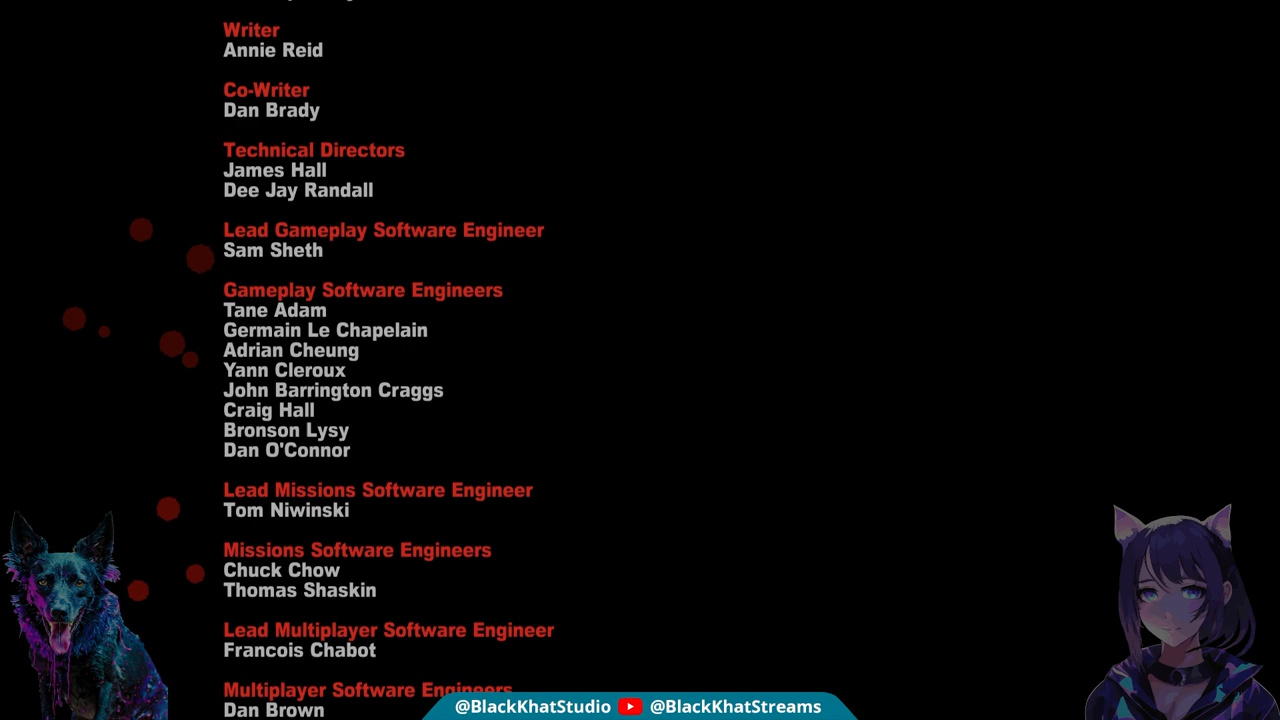 Writer
Annie Reid
Co-Writer
Dan Brady
Technical Directors
James Hall
Dee Jay Randall
Lead Gameplay Software Engineer
Sam Sheth
Gameplay Software Engineers
Tane Adam
Germain Le Chapelain
Adrian Cheung
Yann Cleroux
John Barrington Craggs
Craig Hall
Bronson Lysy
Dan O'Connor
Lead Missions Software Engineer
Tom Niwinski
Missions Software Engineers
Chuck Chow
Thomas Shaskin
Lead Multiplayer Software Engineer
Francois Chabot
Multiplayer Software Engineers
Dan Brown
@BlackKhatStudio @BlackKhatStreams